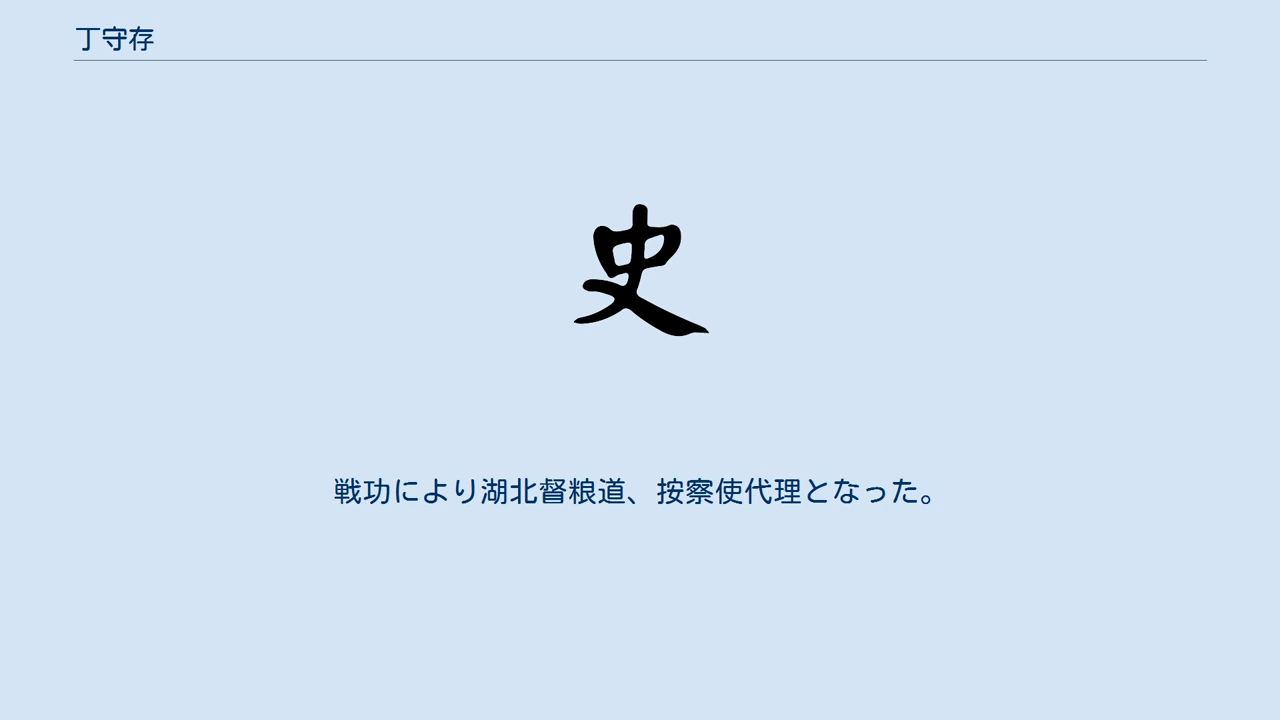 丁守存
史
戦功により湖北督粮道、按察使代理となった。